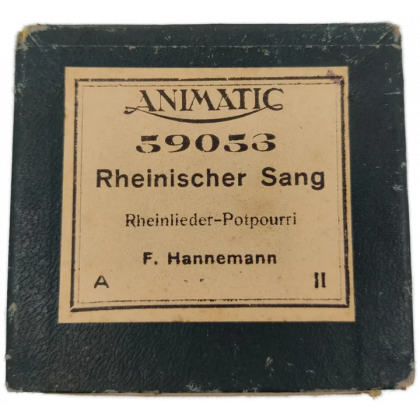 ANIMATIC
59053
Rheinischer Sang
Rheinlieder-Potpourri
F. Hannemann
A II